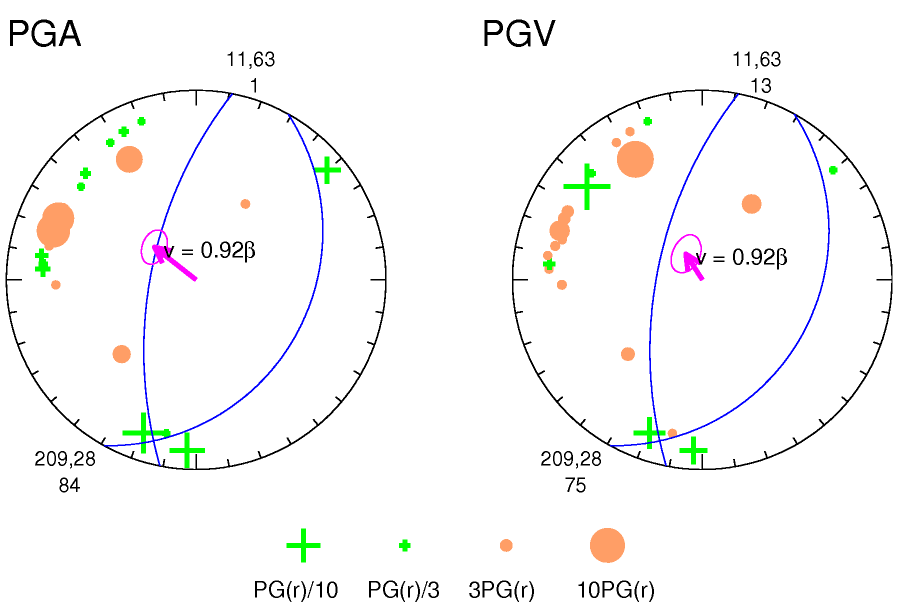 PGA
PGV
11,63
1
11,63
13
v = 0.92β
v = 0.92β
209,28
84
209,28
75
PG(r)/10
PG(r)/3
3PG(r)
10PG(r)